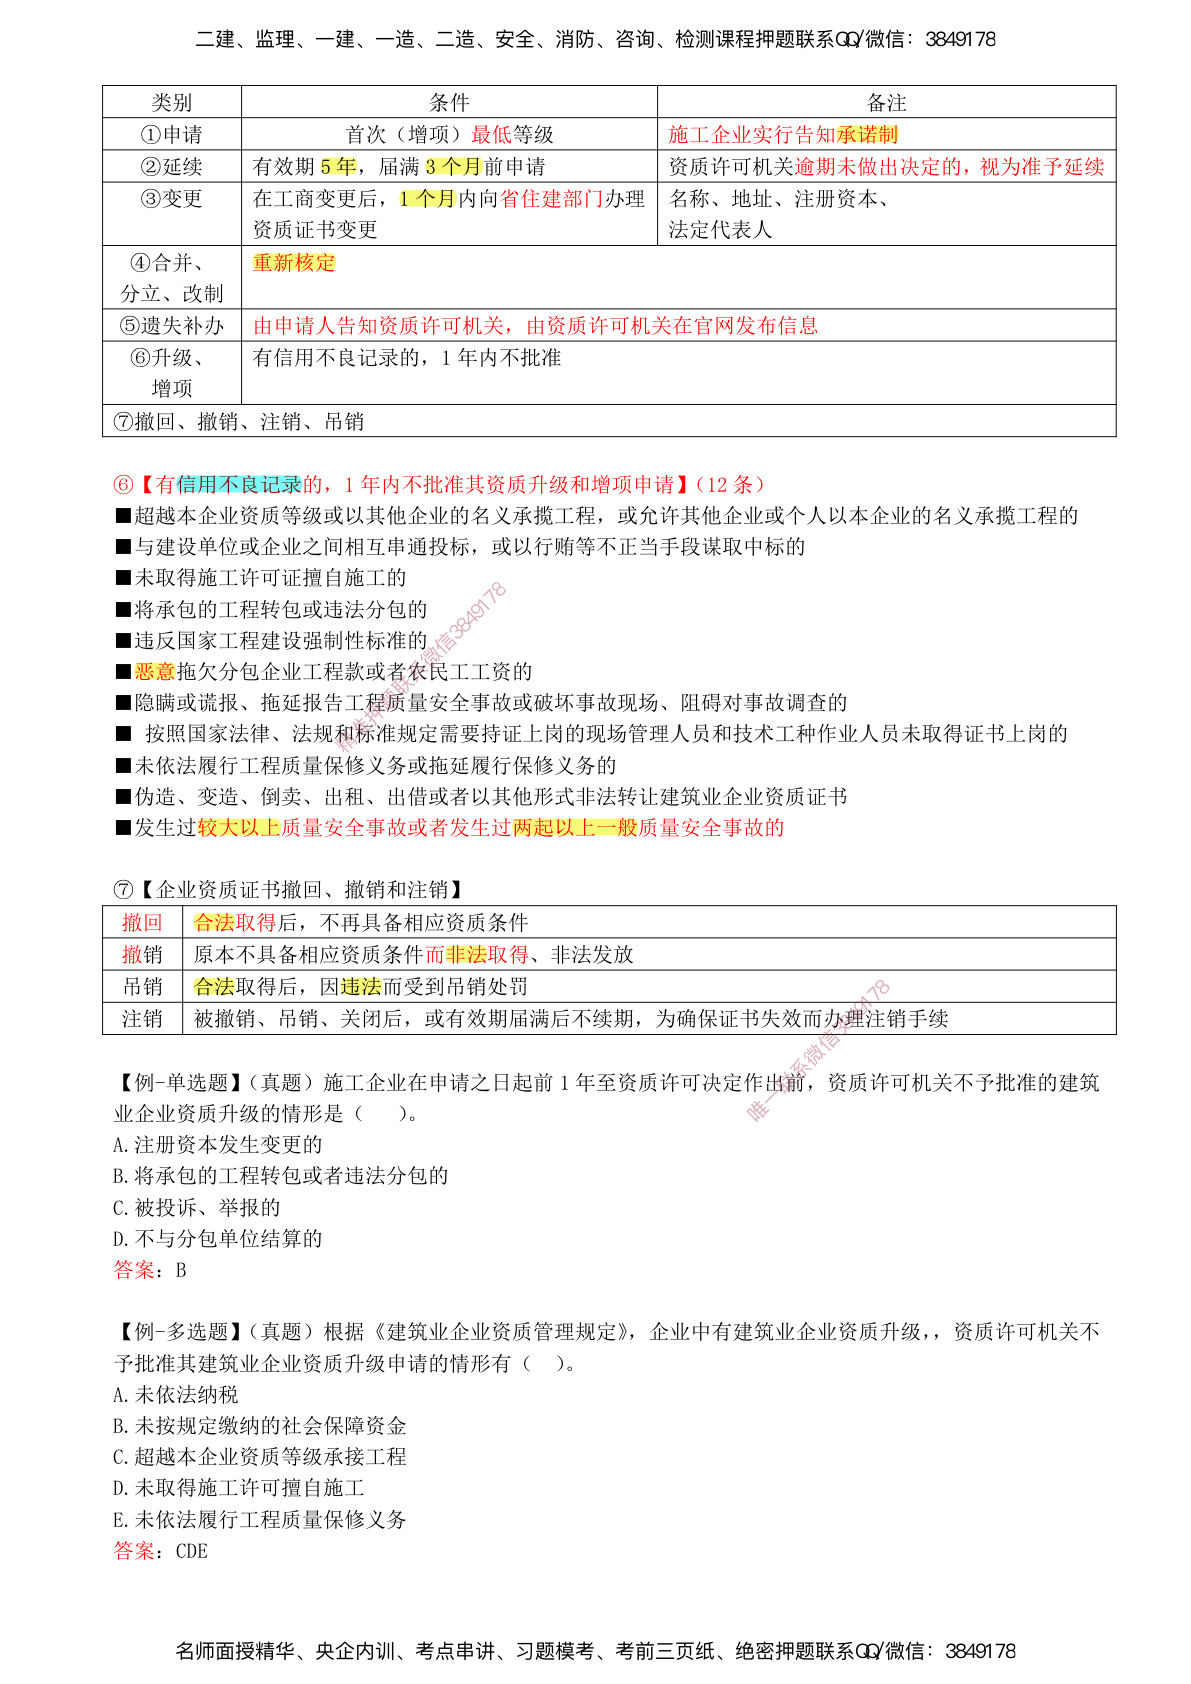 二建、监理、一建、一造、二造、安全、消防、咨询、检测课程押题联系QQ/微信：3849178
类别 条件 备注
①申请 首次（增项）最低等级 施工企业实行告知承诺制
②延续 有效期 5 年，届满 3 个月前申请 资质许可机关逾期未做出决定的，视为准予延续
③变更 在工商变更后，1 个月内向省住建部门办理 名称、地址、注册资本、
资质证书变更 法定代表人
④合并、 重新核定
分立、改制
⑤遗失补办 由申请人告知资质许可机关，由资质许可机关在官网发布信息
⑥升级、 有信用不良记录的，1 年内不批准
增项
⑦撤回、撤销、注销、吊销
⑥【有信用不良记录的，1 年内不批准其资质升级和增项申请】（12 条）
■超越本企业资质等级或以其他企业的名义承揽工程，或允许其他企业或个人以本企业的名义承揽工程的
■与建设单位或企业之间相互串通投标，或以行贿等不正当手段谋取中标的
■未取得施工许可证擅自施工的
■将承包的工程转包或违法分包的
■违反国家工程建设强制性标准的
■恶意拖欠分包企业工程款或者农民工工资的
■隐瞒或谎报、拖延报告工程质量安全事故或破坏事故现场、阻碍对事故调查的
■ 按照国家法律、法规和标准规定需要持证上岗的现场管理人员和技术工种作业人员未取得证书上岗的
■未依法履行工程质量保修义务或拖延履行保修义务的
■伪造、变造、倒卖、出租、出借或者以其他形式非法转让建筑业企业资质证书
■发生过较大以上质量安全事故或者发生过两起以上一般质量安全事故的
精准押题联系微信3849178
⑦【企业资质证书撤回、撤销和注销】
撤回 合法取得后，不再具备相应资质条件
撤销 原本不具备相应资质条件而非法取得、非法发放
吊销 合法取得后，因违法而受到吊销处罚
注销 被撤销、吊销、关闭后，或有效期届满后不续期，为确保证书失效而办理注销手续
唯一联系微信3849178
【例-单选题】（真题）施工企业在申请之日起前 1 年至资质许可决定作出前，资质许可机关不予批准的建筑
业企业资质升级的情形是（ ）。
A.注册资本发生变更的
B.将承包的工程转包或者违法分包的
C.被投诉、举报的
D.不与分包单位结算的
答案：B
【例-多选题】（真题）根据《建筑业企业资质管理规定》，企业中有建筑业企业资质升级，，资质许可机关不
予批准其建筑业企业资质升级申请的情形有（ ）。
A.未依法纳税
B.未按规定缴纳的社会保障资金
C.超越本企业资质等级承接工程
D.未取得施工许可擅自施工
E.未依法履行工程质量保修义务
答案：CDE
名师面授精华、央企内训、考点串讲、习题模考、考前三页纸、绝密押题联系QQ/微信：3849178